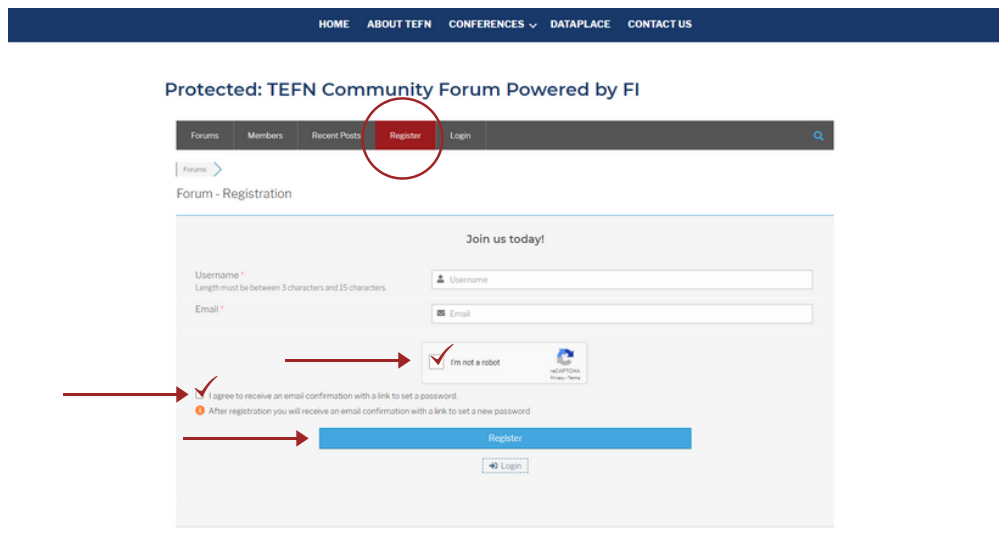 HOME ABOUT TEFN CONFERENCES DATAPLACE CONTACT US
Protected: TEFN Community Forum Powered by FI
Forums Members Recent Posts Register Login
Forums
Forum - Registration
Join us today!
Username *
Username
Length must be between 3 characters and 15 characters.
Email *
Email
I'm not a robot
reCAPTCHA
Privacy - Terms
I agree to receive an email confirmation with a link to set a password.
After registration you will receive an email confirmation with a link to set a new password
Register
Login